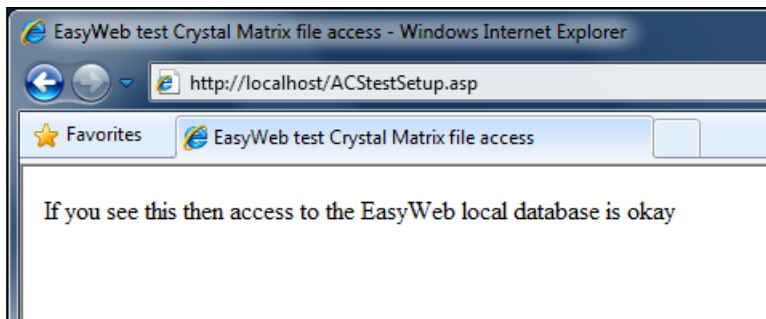 EasyWeb test Crystal Matrix file access - Windows Internet Explorer
http://localhost/ACStestSetup.asp
Favorites EasyWeb test Crystal Matrix file access
If you see this then access to the EasyWeb local database is okay